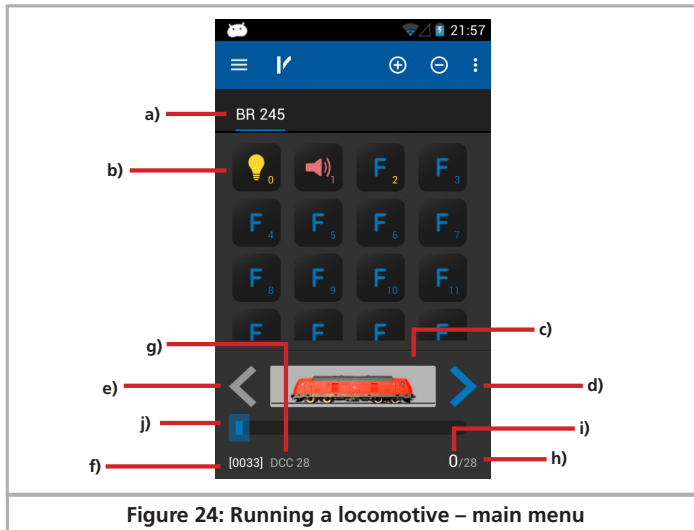 21:57
a)
BR 245
b)
0
1
F 2
F 3
F 4
F 5
F 6
F 7
F 8
F 9
F 10
F 11
F F F F
g)
c)
e)
d)
j)
i)
f)
[0033] DCC 28
0/28
h)
Figure 24: Running a locomotive – main menu